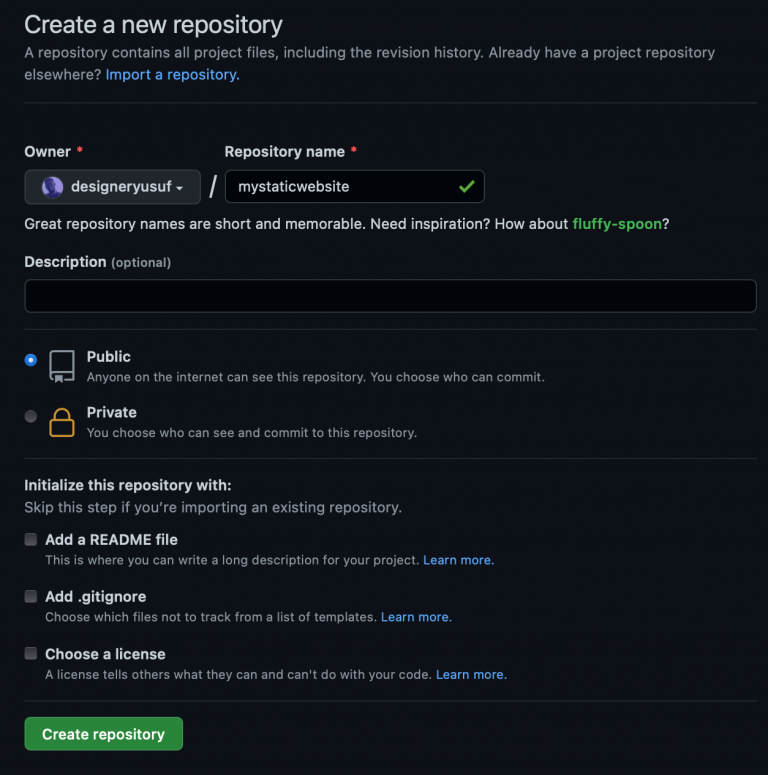 Create a new repository
A repository contains all project files, including the revision history. Already have a project repository
elsewhere? Import a repository.
Owner * Repository name *
designeryusuf / mystaticwebsite
Great repository names are short and memorable. Need inspiration? How about fluffy-spoon?
Description (optional)
Public
Anyone on the internet can see this repository. You choose who can commit.
Private
You choose who can see and commit to this repository.
Initialize this repository with:
Skip this step if you’re importing an existing repository.
Add a README file
This is where you can write a long description for your project. Learn more.
Add .gitignore
Choose which files not to track from a list of templates. Learn more.
Choose a license
A license tells others what they can and can't do with your code. Learn more.
Create repository